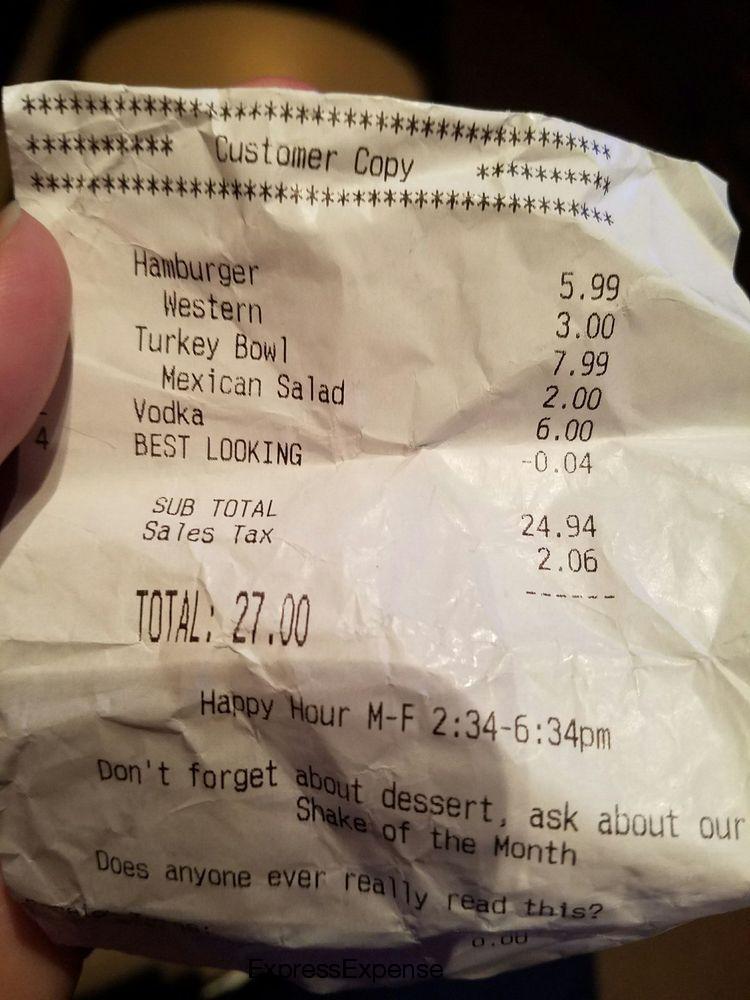 ****************************************
********** Customer Copy *********
****************************************
Hamburger 5.99
Western 3.00
Turkey Bowl 7.99
Mexican Salad 2.00
Vodka 6.00
4
BEST LOOKING -0.04
SUB TOTAL 24.94
Sales Tax 2.06
------
TOTAL: 27.00
Happy Hour M-F 2:34-6:34pm
Don't forget about dessert, ask about our
Shake of the Month
Does anyone ever really read this?
0.00
ExpressExpense